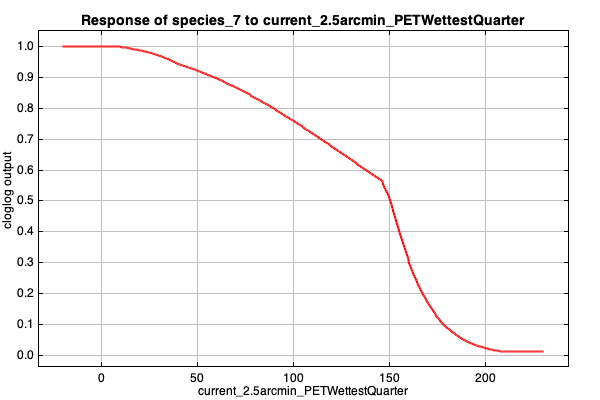 Response of species_7 to current_2.5arcmin_PETWettestQuarter
1.0
0.9
0.8
0.7
0.6
0.5
0.4
0.3
0.2
0.1
0.0
cloglog output
0 50 100 150 200
current_2.5arcmin_PETWettestQuarter